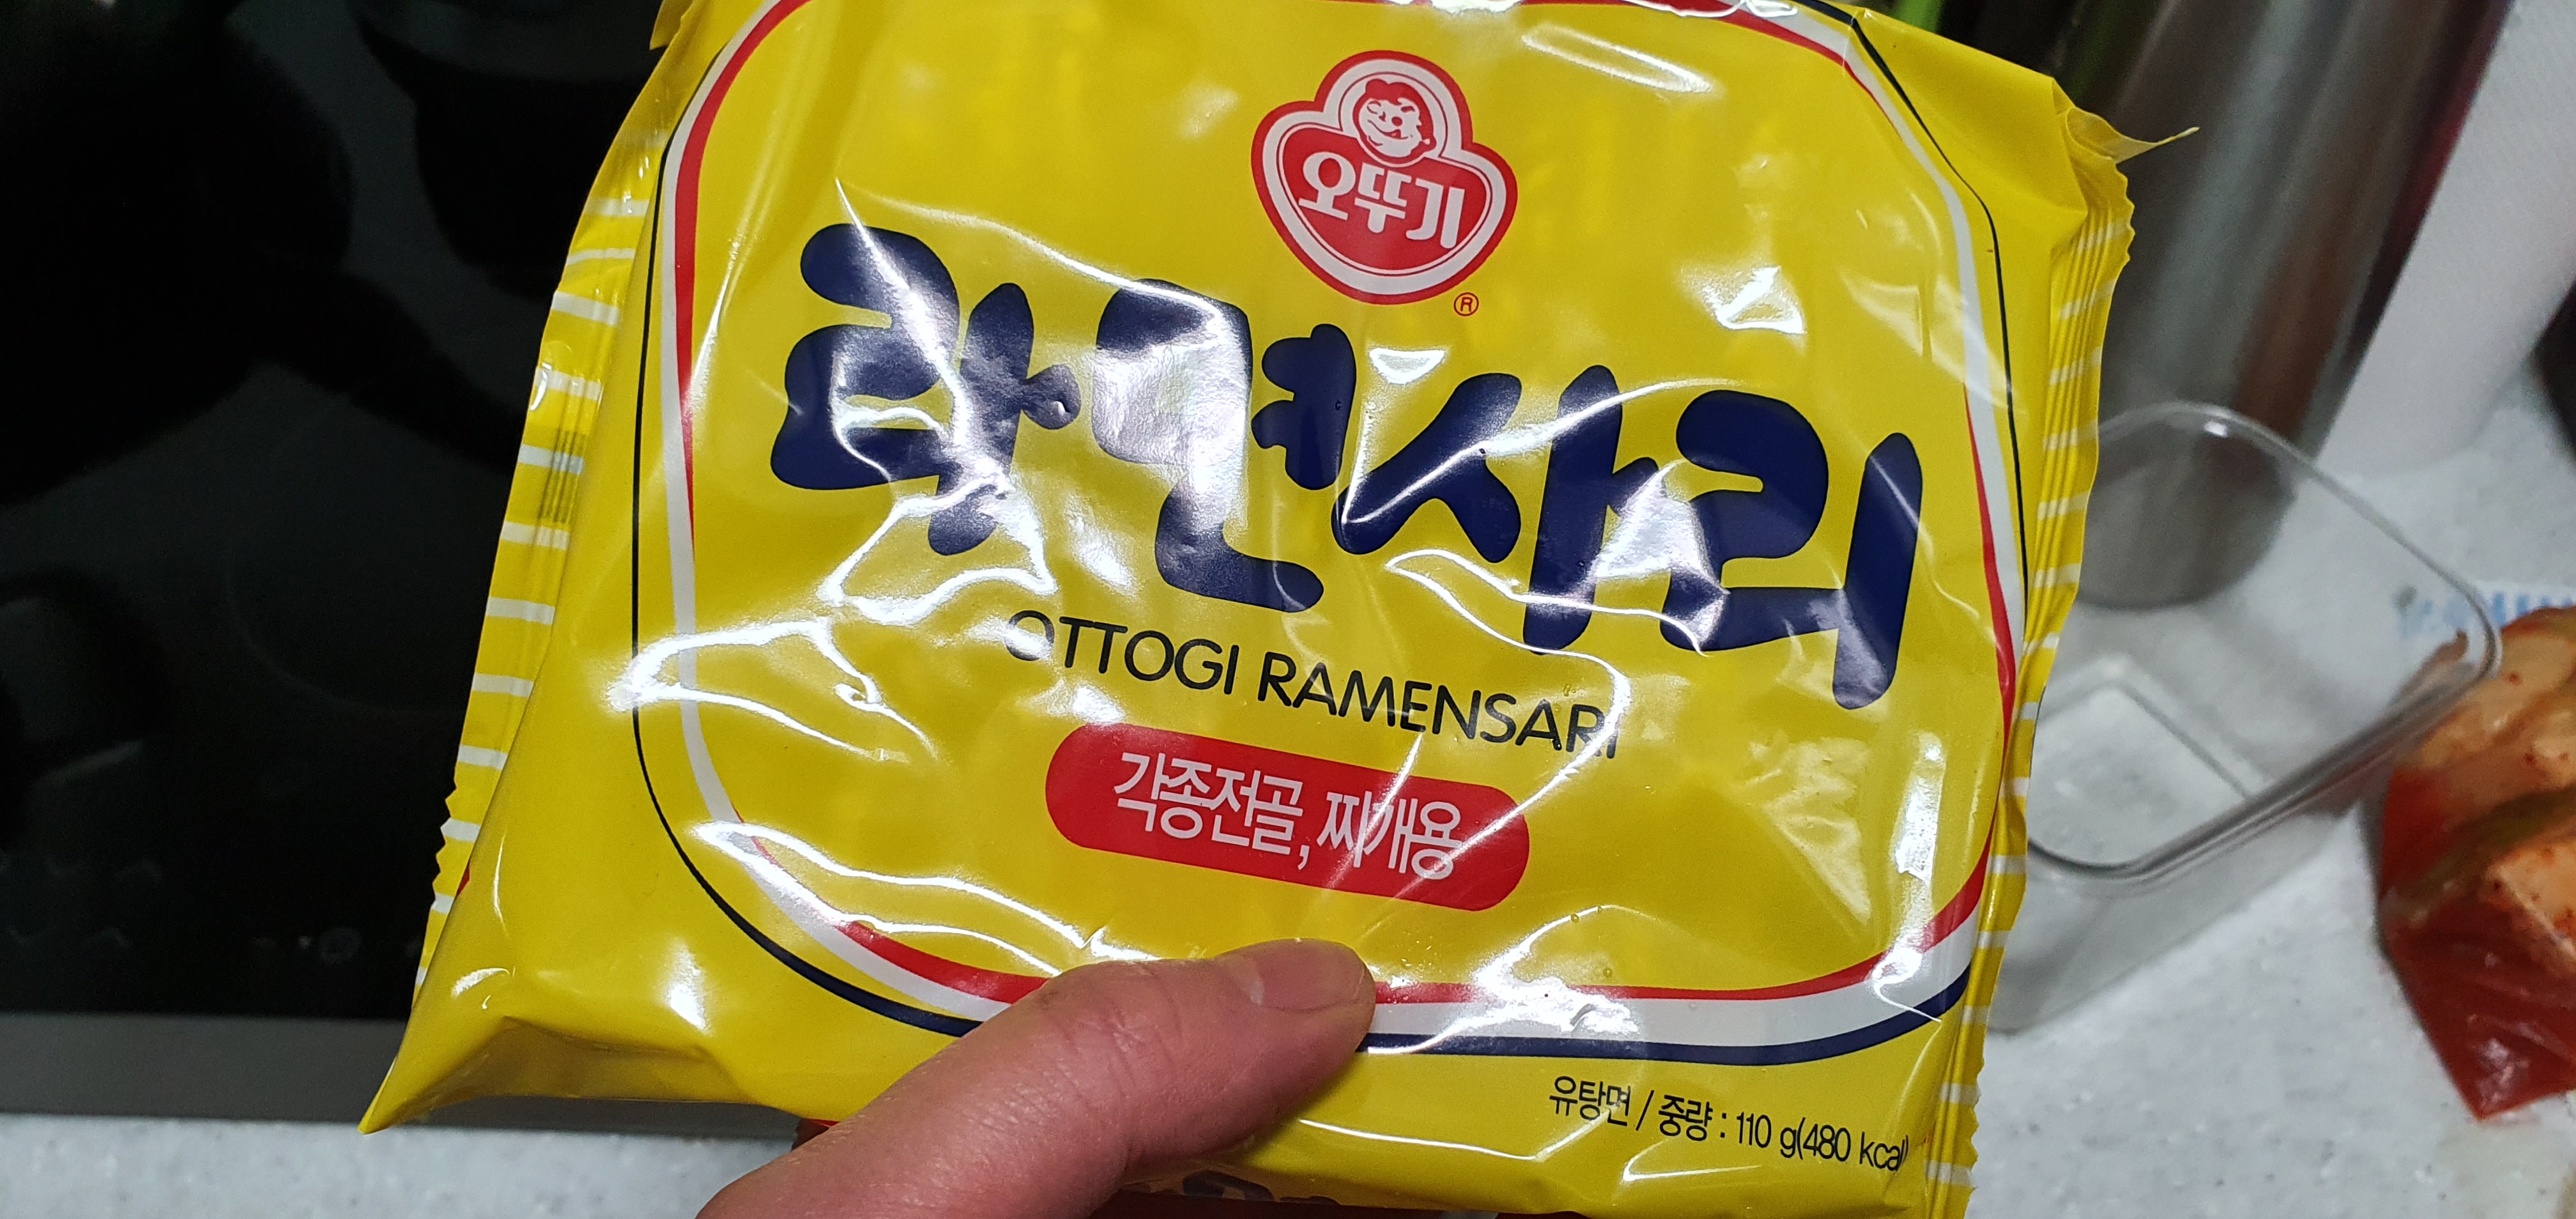 오뚜기
®
라면사리
OTTOGI RAMENSARI
각종전골, 찌개용
유탕면 / 중량 : 110 g(480 kcal)